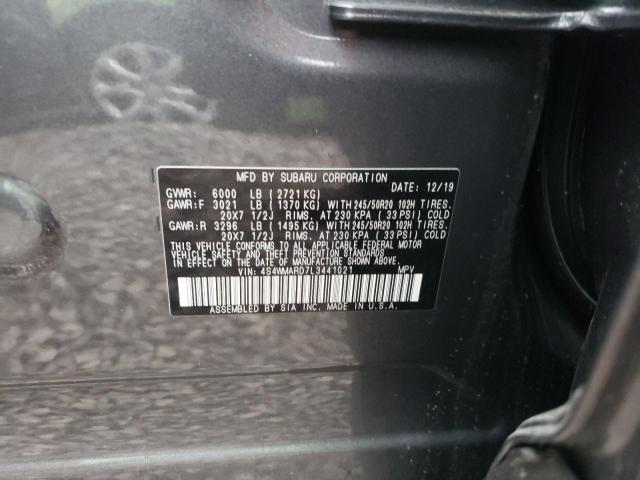 MFD BY SUBARU CORPORATION
GVWR: 6000 LB ( 2721 KG) DATE: 12/19
GAWR:F 3021 LB ( 1370 KG) WITH 245/50R20 102H TIRES.
20X7 1/2J RIMS. AT 230 KPA ( 33 PSI) COLD
GAWR:R 3296 LB ( 1495 KG) WITH 245/50R20 102H TIRES.
20X7 1/2J RIMS. AT 230 KPA ( 33 PSI) COLD
THIS VEHICLE CONFORMS TO ALL APPLICABLE FEDERAL MOTOR
VEHICLE SAFETY AND THEFT PREVENTION STANDARDS
IN EFFECT ON THE DATE OF MANUFACTURE SHOWN ABOVE.
VIN: 4S4WMARD7L3441021 MPV
ASSEMBLED BY SIA INC. IN U.S.A.